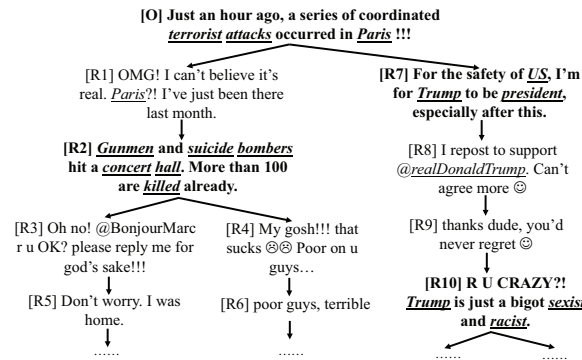 [O] Just an hour ago, a series of coordinated
terrorist attacks occurred in Paris !!!
[R1] OMG! I can't believe it's
real. Paris?! I've just been there
last month.
[R2] Gunmen and suicide bombers
hit a concert hall. More than 100
are killed already.
[R3] Oh no! @BonjourMarc
r u OK? please reply me for
god's sake!!!
[R4] My gosh!!! that
sucks ☹☹ Poor on u
guys…
[R5] Don't worry. I was
home.
[R6] poor guys, terrible
......
......
[R7] For the safety of US, I'm
for Trump to be president,
especially after this.
[R8] I repost to support
@realDonaldTrump. Can't
agree more ☺
[R9] thanks dude, you'd
never regret ☺
[R10] R U CRAZY?!
Trump is just a bigot sexist
and racist.
......
......